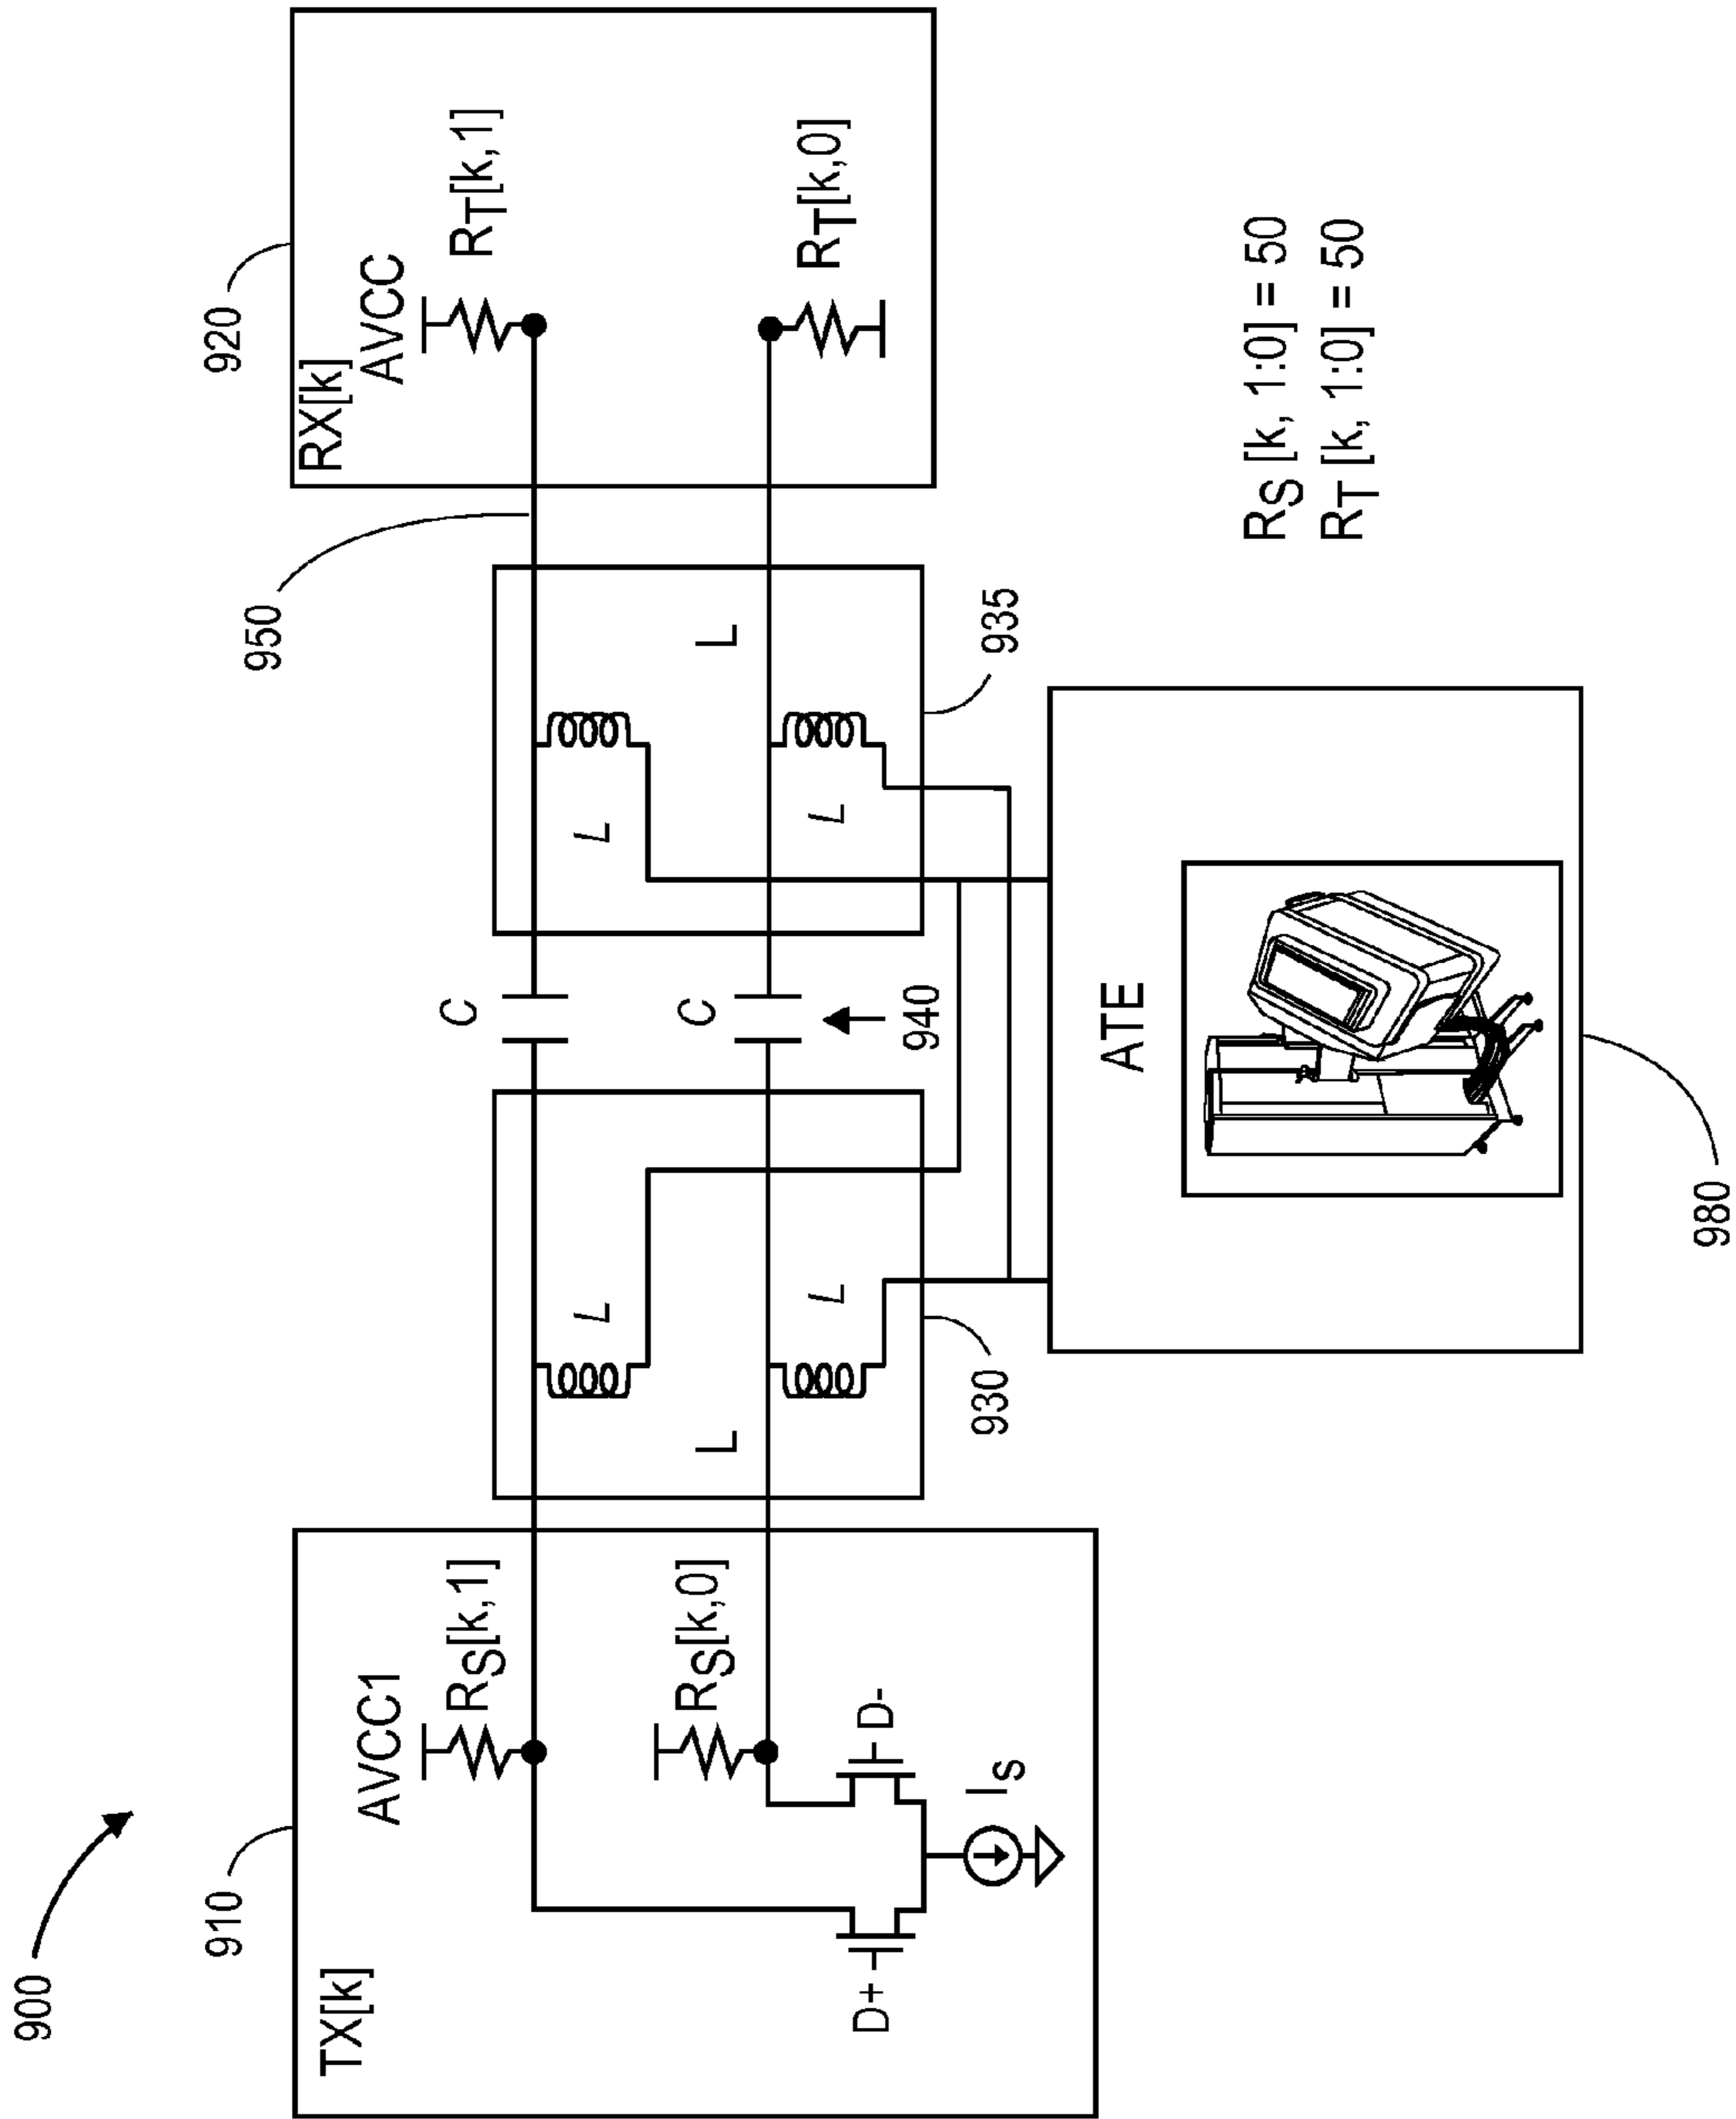 900
910
TX[k]
AVCC1
RS[k,1]
RS[k,0]
D+
D-
IS
930
L
L
L
C
C
940
935
L
L
L
950
920
RX[k]
AVCC
RT[k,1]
RT[k,0]
ATE
980
RS [k, 1:0] = 50
RT [k, 1:0] = 50